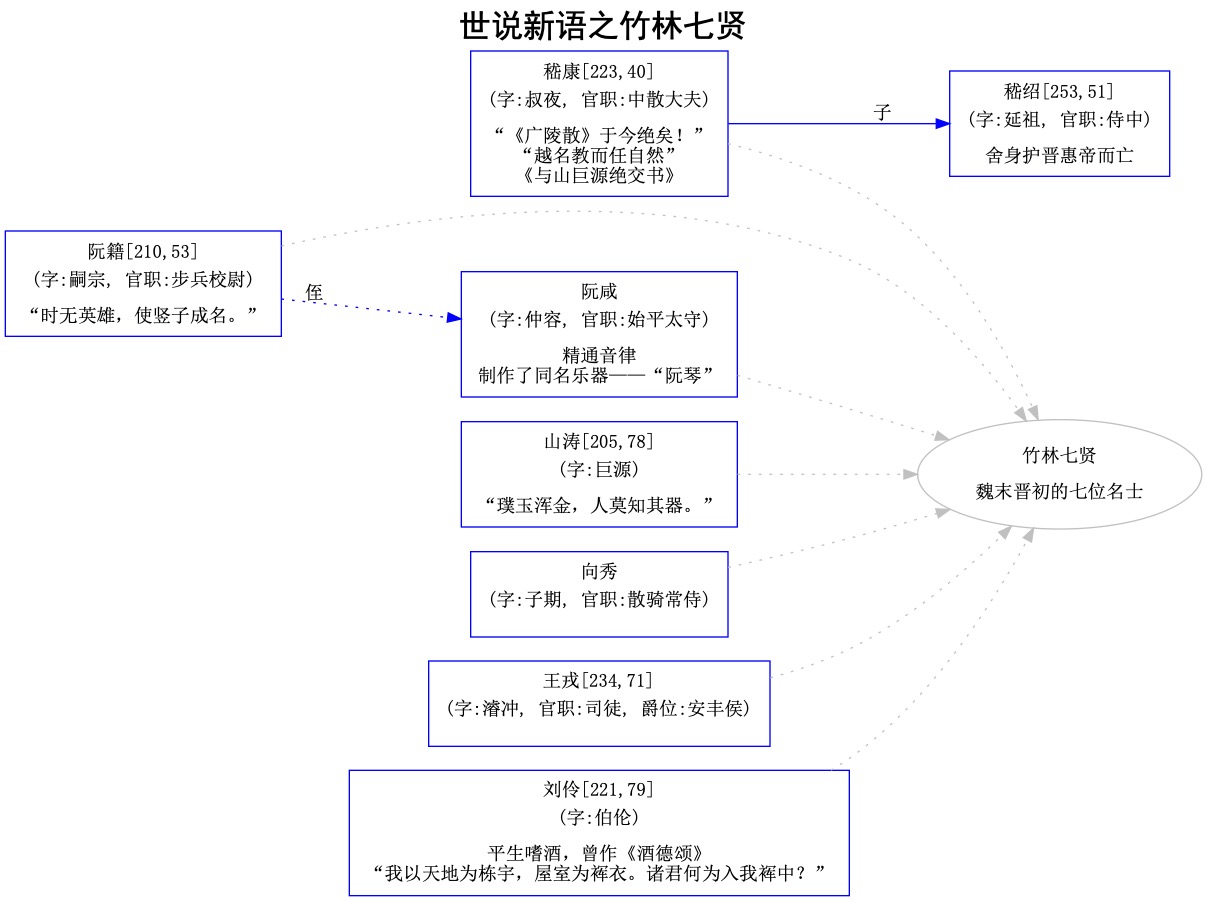 世说新语之竹林七贤
嵇康[223,40]
(字:叔夜, 官职:中散大夫)
“《广陵散》于今绝矣！”
“越名教而任自然”
《与山巨源绝交书》
子
嵇绍[253,51]
(字:延祖, 官职:侍中)
舍身护晋惠帝而亡
阮籍[210,53]
(字:嗣宗, 官职:步兵校尉)
“时无英雄，使竖子成名。”
侄
阮咸
(字:仲容, 官职:始平太守)
精通音律
制作了同名乐器——“阮琴”
山涛[205,78]
(字:巨源)
“璞玉浑金，人莫知其器。”
竹林七贤
魏末晋初的七位名士
向秀
(字:子期, 官职:散骑常侍)
王戎[234,71]
(字:濬冲, 官职:司徒, 爵位:安丰侯)
刘伶[221,79]
(字:伯伦)
平生嗜酒，曾作《酒德颂》
“我以天地为栋宇，屋室为裈衣。诸君何为入我裈中？”